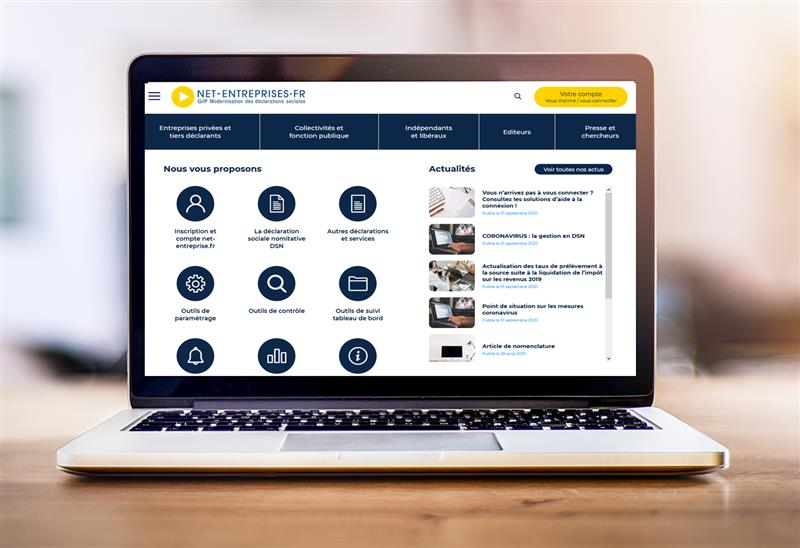 NET-ENTREPRISES·FR
GIP Modernisation des déclarations sociales
Votre compte
Vous inscrire / vous connecter
Entreprises privées et
tiers déclarants
Collectivités et
fonction publique
Indépendants
et libéraux
Editeurs
Presse et
chercheurs
Nous vous proposons
Inscription et
compte net-
entreprise.fr
La déclaration
sociale nomitative
DSN
Autres déclarations
et services
Outils de
paramétrage
Outils de contrôle
Outils de suivi
tableau de bord
Actualités
Voir toutes nos actus
Vous n'arrivez pas à vous connecter ?
Consultez les solutions d'aide à la
connexion !
Publié le 01 septembre 2020
CORONAVIRUS : la gestion en DSN
Publié le 01 septembre 2020
Actualisation des taux de prélèvement à
la source suite à la liquidation de l'impôt
sur les revenus 2019
Publié le 01 septembre 2020
Point de situation sur les mesures
coronavirus
Publié le 01 septembre 2020
Article de nomenclature
Publié le 28 août 2020